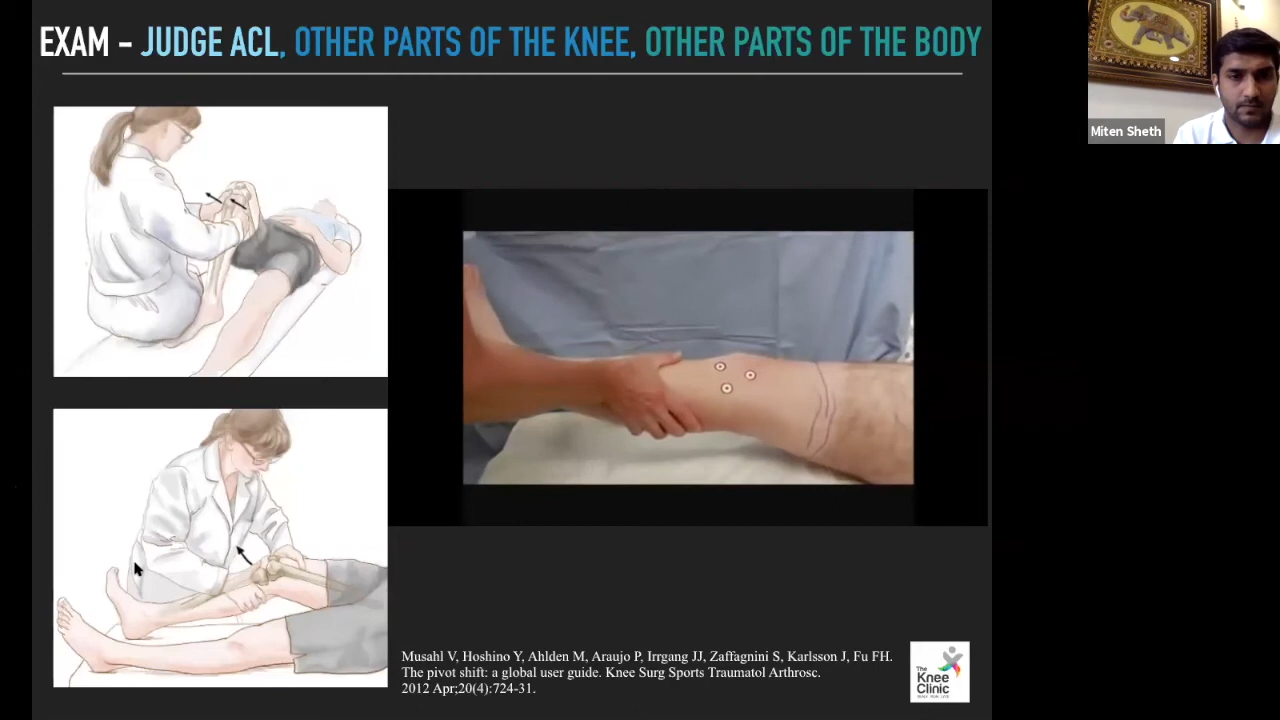 EXAM - JUDGE ACL, OTHER PARTS OF THE KNEE, OTHER PARTS OF THE BODY
Miten Sheth
Musahl V, Hoshino Y, Ahlden M, Araujo P, Irrgang JJ, Zaffagnini S, Karlsson J, Fu FH.
The pivot shift: a global user guide. Knee Surg Sports Traumatol Arthrosc.
2012 Apr;20(4):724-31.
The
Knee
Clinic